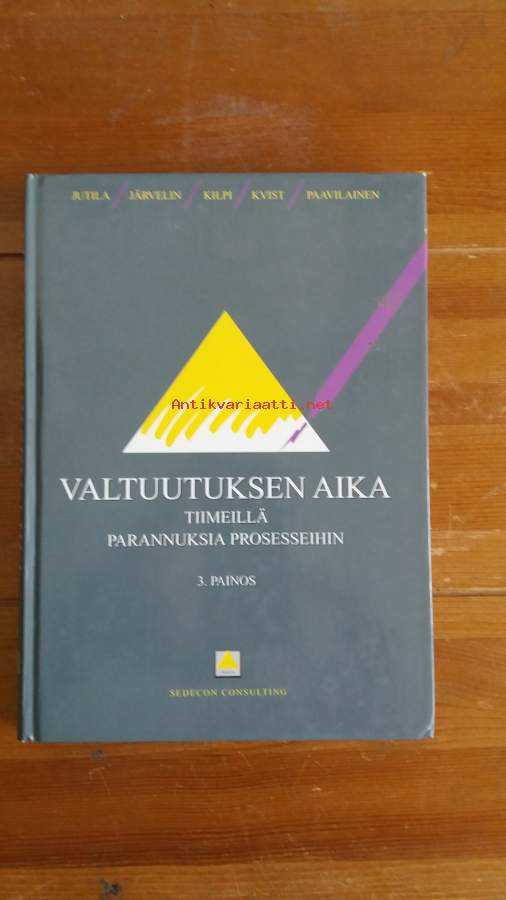 JUTILA / JÄRVELIN / KILPI / KVIST / PAAVILAINEN
Antikvariaatti.net
VALTUUTUKSEN AIKA
TIIMEILLÄ
PARANNUKSIA PROSESSEIHIN
3. PAINOS
SEDECON CONSULTING